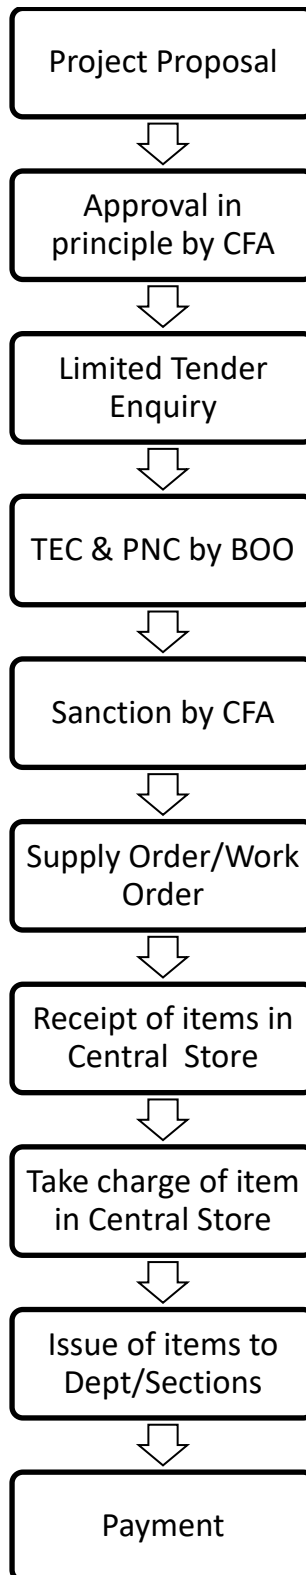 Project Proposal
Approval in
principle by CFA
Limited Tender
Enquiry
TEC & PNC by BOO
Sanction by CFA
Supply Order/Work
Order
Receipt of items in
Central Store
Take charge of item
in Central Store
Issue of items to
Dept/Sections
Payment